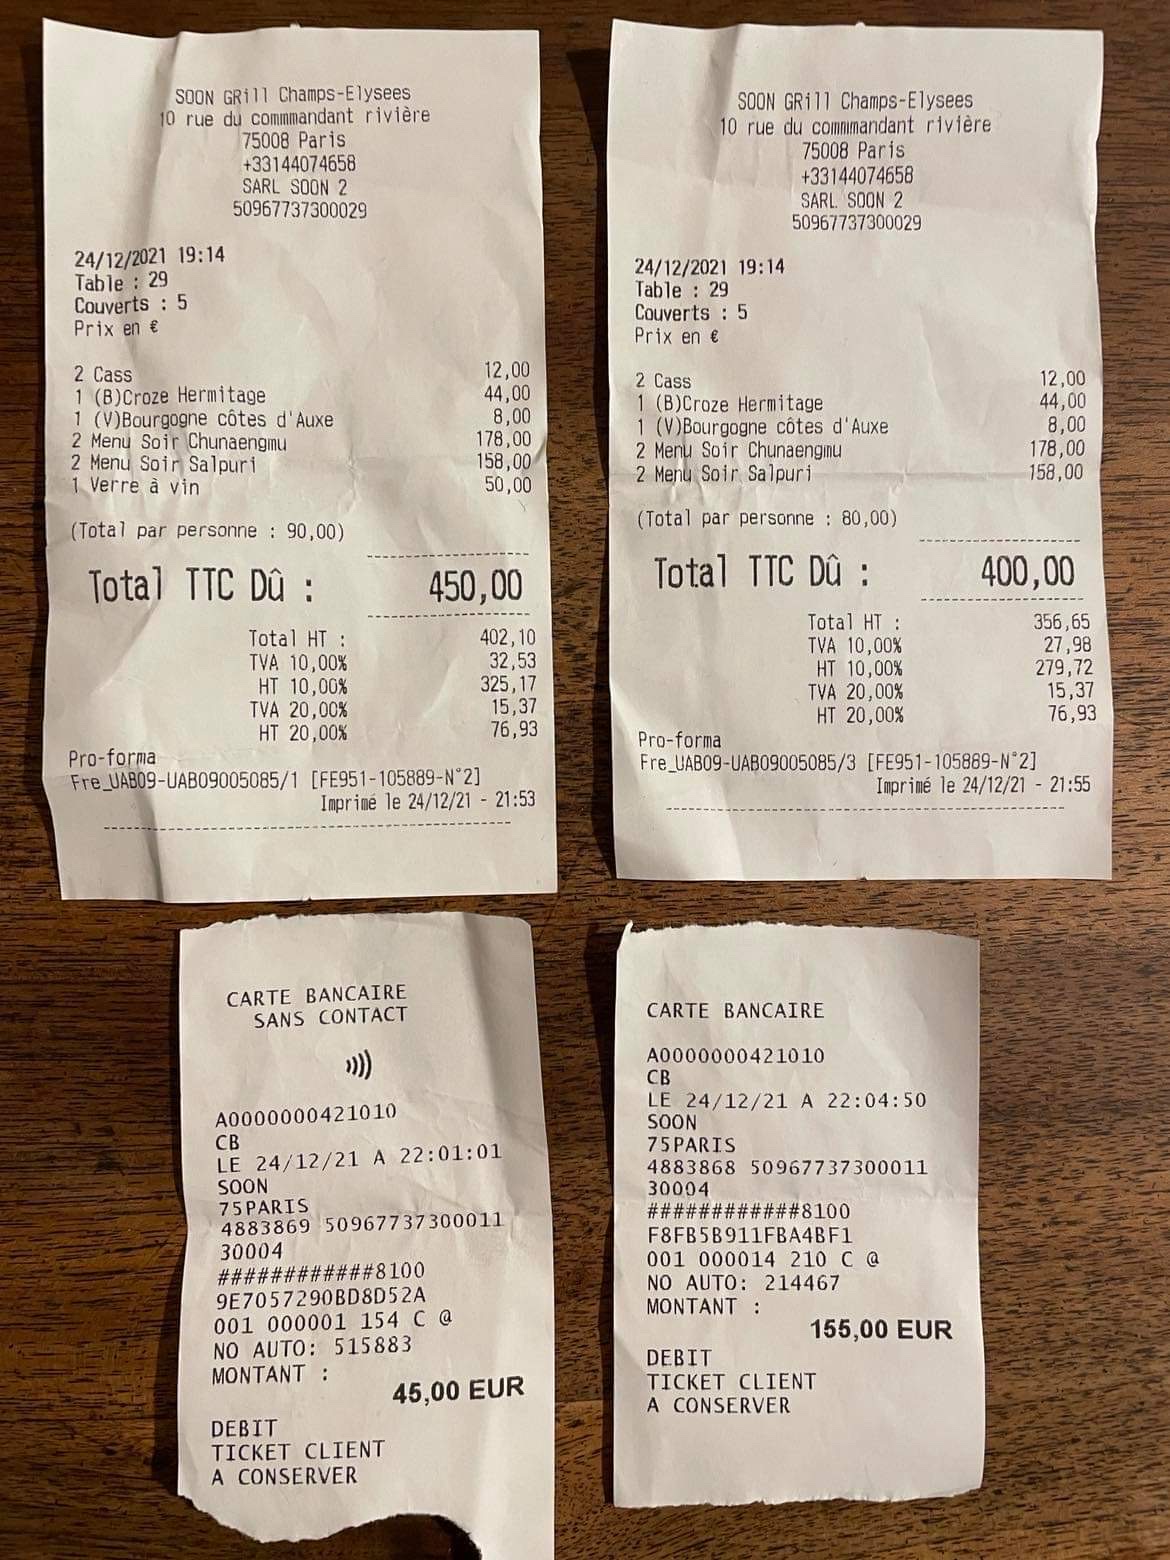 SOON GRill Champs-Elysees
10 rue du commmandant rivière
75008 Paris
+33144074658
SARL SOON 2
50967737300029
24/12/2021 19:14
Table : 29
Couverts : 5
Prix en €
2 Cass 12,00
1 (B)Croze Hermitage 44,00
1 (V)Bourgogne côtes d'Auxe 8,00
2 Menu Soir Chunaengmu 178,00
2 Menu Soir Salpuri 158,00
1 Verre à vin 50,00
(Total par personne : 90,00)
Total TTC Dû : 450,00
Total HT : 402,10
TVA 10,00% 32,53
HT 10,00% 325,17
TVA 20,00% 15,37
HT 20,00% 76,93
Pro-forma
Fre_UAB09-UAB09005085/1 [FE951-105889-N°2]
Imprimé le 24/12/21 - 21:53
SOON GRill Champs-Elysees
10 rue du commmandant rivière
75008 Paris
+33144074658
SARL SOON 2
50967737300029
24/12/2021 19:14
Table : 29
Couverts : 5
Prix en €
2 Cass 12,00
1 (B)Croze Hermitage 44,00
1 (V)Bourgogne côtes d'Auxe 8,00
2 Menu Soir Chunaengmu 178,00
2 Menu Soir Salpuri 158,00
(Total par personne : 80,00)
Total TTC Dû : 400,00
Total HT : 356,65
TVA 10,00% 27,98
HT 10,00% 279,72
TVA 20,00% 15,37
HT 20,00% 76,93
Pro-forma
Fre_UAB09-UAB09005085/3 [FE951-105889-N°2]
Imprimé le 24/12/21 - 21:55
CARTE BANCAIRE
SANS CONTACT
A0000000421010
CB
LE 24/12/21 A 22:01:01
SOON
75PARIS
4883869 50967737300011
30004
############8100
9E7057290BD8D52A
001 000001 154 C @
NO AUTO: 515883
MONTANT :
45,00 EUR
DEBIT
TICKET CLIENT
A CONSERVER
CARTE BANCAIRE
A0000000421010
CB
LE 24/12/21 A 22:04:50
SOON
75PARIS
4883868 50967737300011
30004
############8100
F8FB5B911FBA4BF1
001 000014 210 C @
NO AUTO: 214467
MONTANT :
155,00 EUR
DEBIT
TICKET CLIENT
A CONSERVER